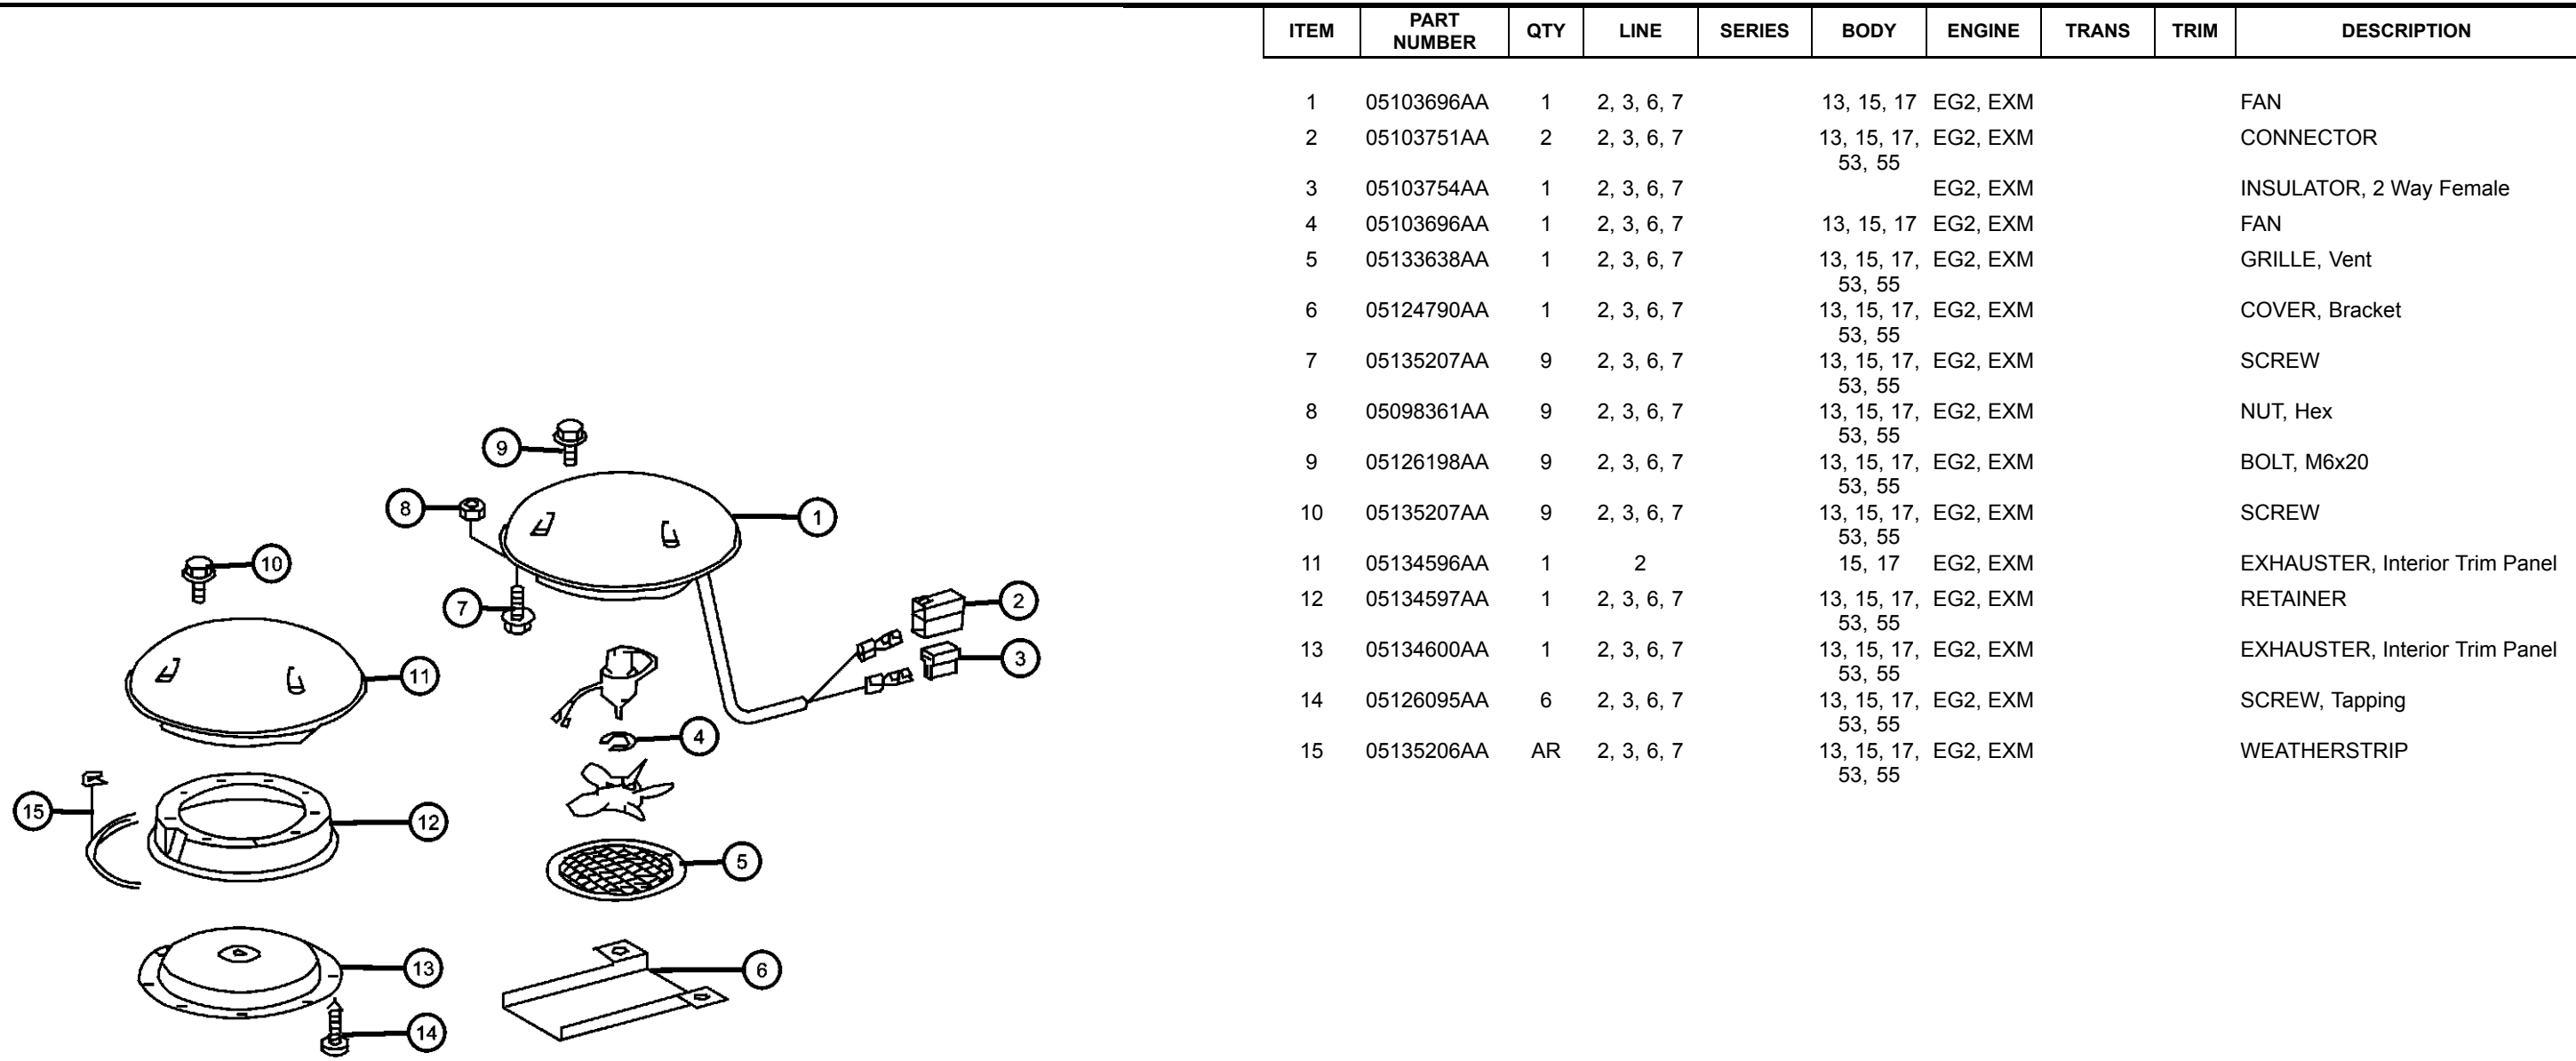 ITEM PART NUMBER QTY LINE SERIES BODY ENGINE TRANS TRIM DESCRIPTION
1 05103696AA 1 2, 3, 6, 7 13, 15, 17 EG2, EXM FAN
2 05103751AA 2 2, 3, 6, 7 13, 15, 17, EG2, EXM CONNECTOR
53, 55
3 05103754AA 1 2, 3, 6, 7 EG2, EXM INSULATOR, 2 Way Female
4 05103696AA 1 2, 3, 6, 7 13, 15, 17 EG2, EXM FAN
5 05133638AA 1 2, 3, 6, 7 13, 15, 17, EG2, EXM GRILLE, Vent
53, 55
6 05124790AA 1 2, 3, 6, 7 13, 15, 17, EG2, EXM COVER, Bracket
53, 55
7 05135207AA 9 2, 3, 6, 7 13, 15, 17, EG2, EXM SCREW
53, 55
8 05098361AA 9 2, 3, 6, 7 13, 15, 17, EG2, EXM NUT, Hex
53, 55
9 05126198AA 9 2, 3, 6, 7 13, 15, 17, EG2, EXM BOLT, M6x20
53, 55
10 05135207AA 9 2, 3, 6, 7 13, 15, 17, EG2, EXM SCREW
53, 55
11 05134596AA 1 2 15, 17 EG2, EXM EXHAUSTER, Interior Trim Panel
12 05134597AA 1 2, 3, 6, 7 13, 15, 17, EG2, EXM RETAINER
53, 55
13 05134600AA 1 2, 3, 6, 7 13, 15, 17, EG2, EXM EXHAUSTER, Interior Trim Panel
53, 55
14 05126095AA 6 2, 3, 6, 7 13, 15, 17, EG2, EXM SCREW, Tapping
53, 55
15 05135206AA AR 2, 3, 6, 7 13, 15, 17, EG2, EXM WEATHERSTRIP
53, 55
9
8
1
10
7
2
3
11
4
15
12
5
13
6
14